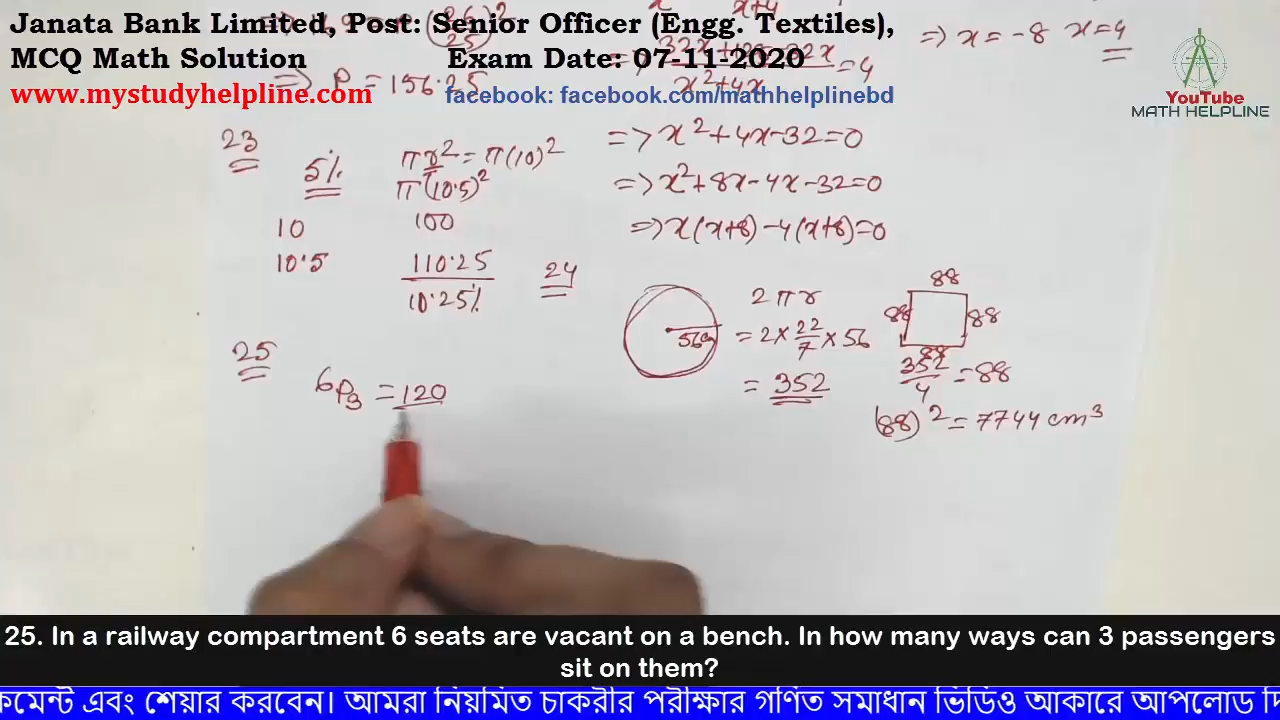 Janata Bank Limited, Post: Senior Officer (Engg. Textiles),
MCQ Math Solution Exam Date: 07-11-2020
www.mystudyhelpline.com facebook: facebook.com/mathhelplinebd
YouTube
MATH HELPLINE
=> P = 156.25
x²+4x = 4
=> x = -8 x = 4
23
5%
πr² = π(10)²
π(10.5)²
10 100
10.5 110.25
10.25%
=> x²+4x-32=0
=> x²+8x-4x-32=0
=> x(x+8)-4(x+8)=0
24
56cm
2πr
= 2 × 22/7 × 56
= 352
88
88 88
88
352/4 = 88
(88)² = 7744 cm³
25
⁶P₃ = 120
25. In a railway compartment 6 seats are vacant on a bench. In how many ways can 3 passengers
sit on them?
কমেন্ট এবং শেয়ার করবেন। আমরা নিয়মিত চাকরীর পরীক্ষার গণিত সমাধান ভিডিও আকারে আপলোড দি